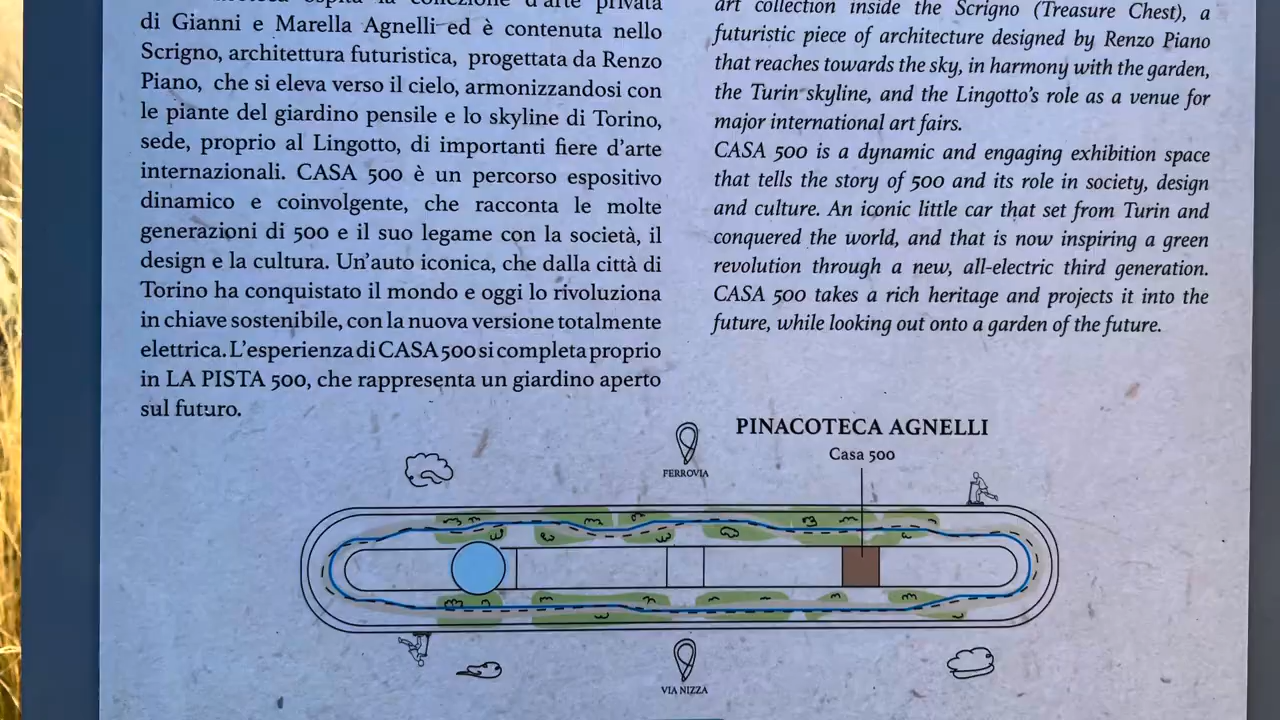 ospita la collezione d'arte privata
di Gianni e Marella Agnelli ed è contenuta nello
Scrigno, architettura futuristica, progettata da Renzo
Piano, che si eleva verso il cielo, armonizzandosi con
le piante del giardino pensile e lo skyline di Torino,
sede, proprio al Lingotto, di importanti fiere d'arte
internazionali. CASA 500 è un percorso espositivo
dinamico e coinvolgente, che racconta le molte
generazioni di 500 e il suo legame con la società, il
design e la cultura. Un'auto iconica, che dalla città di
Torino ha conquistato il mondo e oggi lo rivoluziona
in chiave sostenibile, con la nuova versione totalmente
elettrica. L'esperienza di CASA 500 si completa proprio
in LA PISTA 500, che rappresenta un giardino aperto
sul futuro.
art collection inside the Scrigno (Treasure Chest), a
futuristic piece of architecture designed by Renzo Piano
that reaches towards the sky, in harmony with the garden,
the Turin skyline, and the Lingotto's role as a venue for
major international art fairs.
CASA 500 is a dynamic and engaging exhibition space
that tells the story of 500 and its role in society, design
and culture. An iconic little car that set from Turin and
conquered the world, and that is now inspiring a green
revolution through a new, all-electric third generation.
CASA 500 takes a rich heritage and projects it into the
future, while looking out onto a garden of the future.
PINACOTECA AGNELLI
Casa 500
FERROVIA
VIA NIZZA